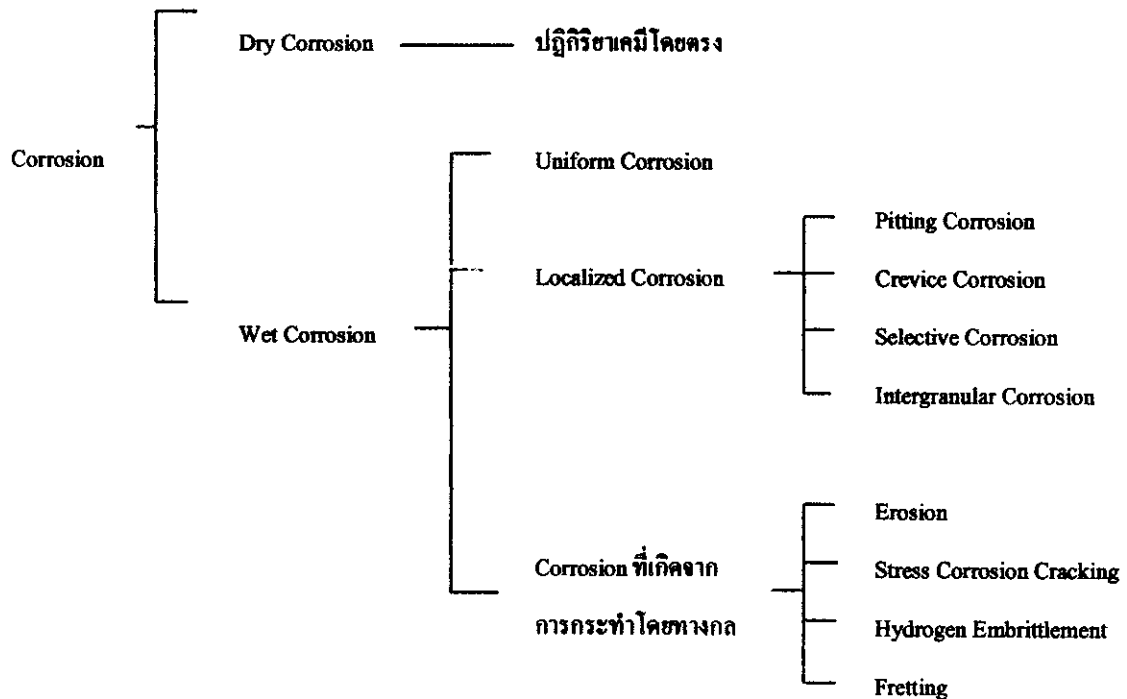 Dry Corrosion
ปฏิกิริยาเคมีโดยตรง
Corrosion
Uniform Corrosion
Pitting Corrosion
Localized Corrosion
Crevice Corrosion
Wet Corrosion
Selective Corrosion
Intergranular Corrosion
Erosion
Corrosion ที่เกิดจาก
Stress Corrosion Cracking
การกระทำโดยทางกล
Hydrogen Embrittlement
Fretting